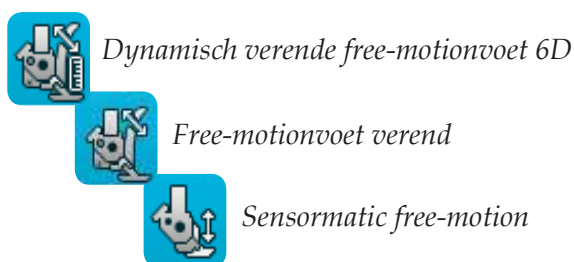 Dynamisch verende free-motionvoet 6D
Free-motionvoet verend
Sensormatic free-motion